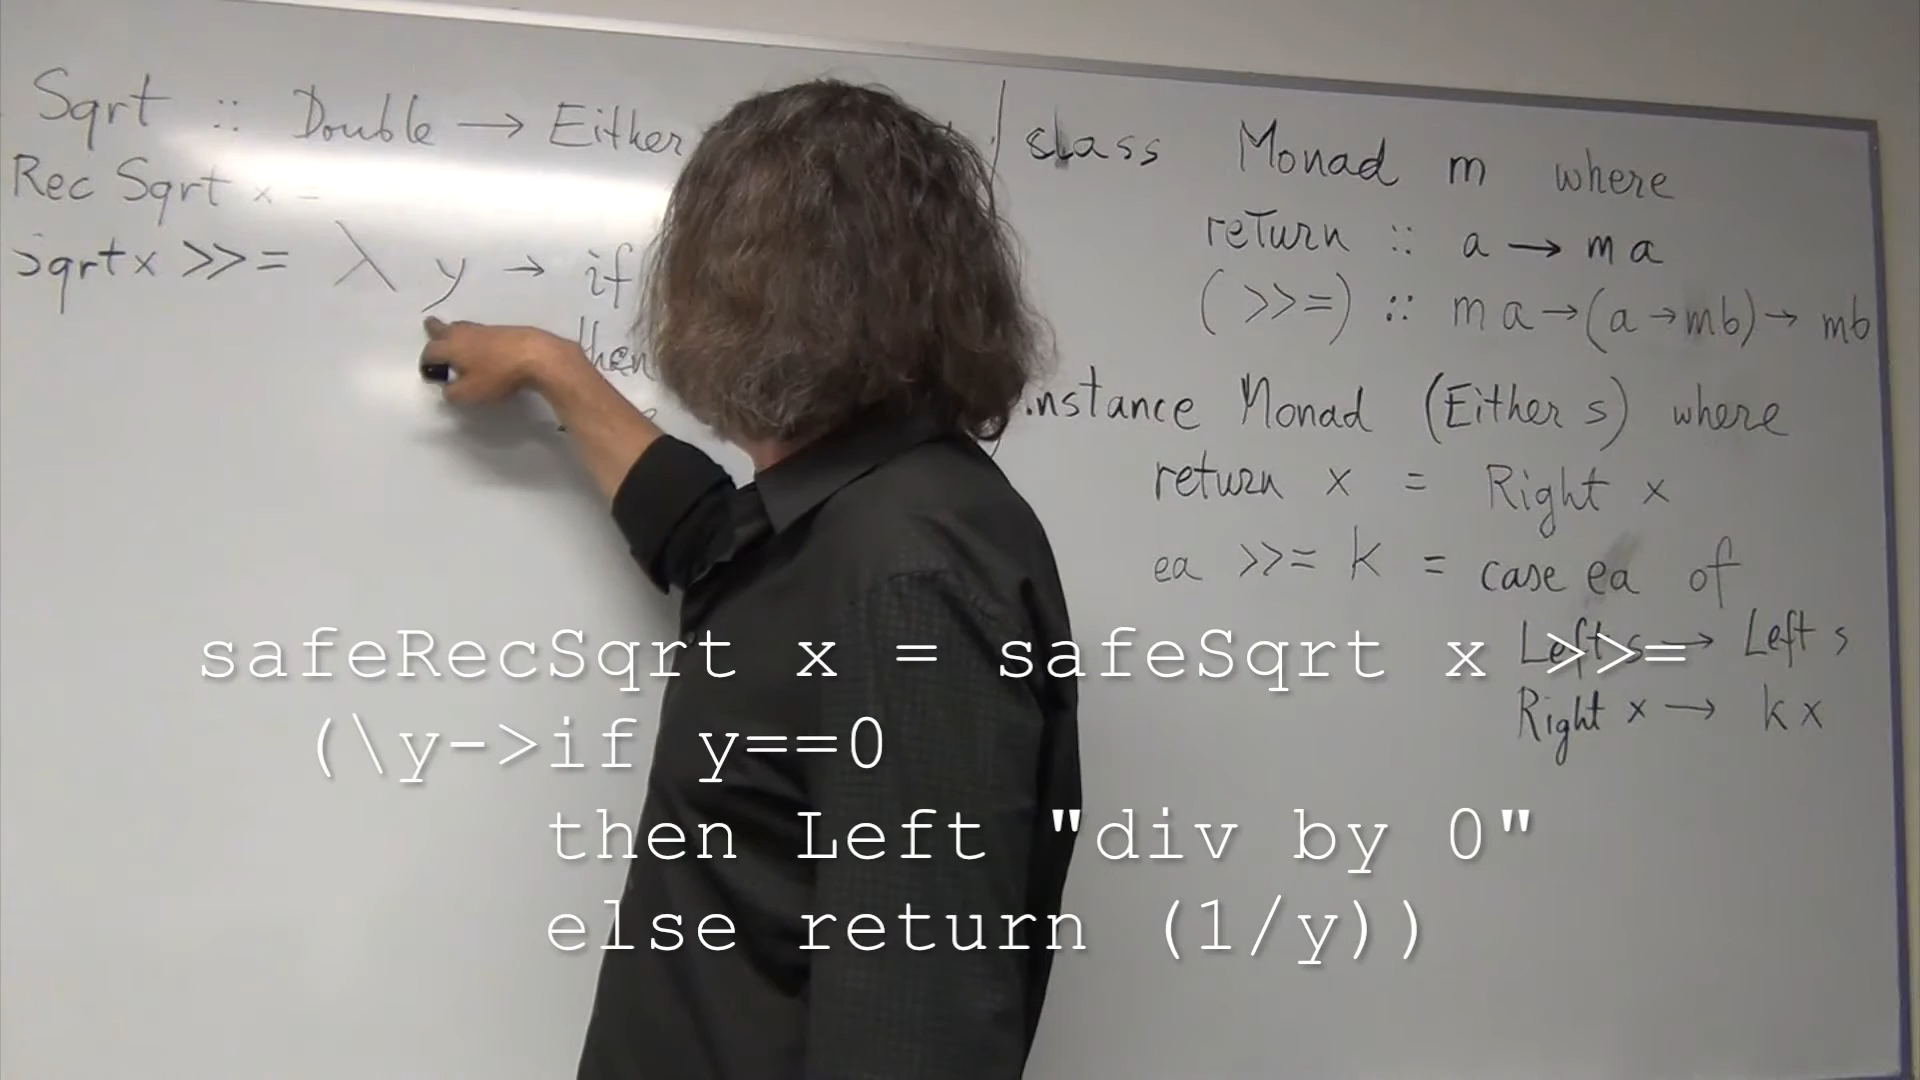 Sqrt :: Double → Either
Rec Sqrt x =
Sqrt x >>= λ y → if
then
class Monad m where
return :: a → m a
(>>=) :: m a → (a → m b) → m b
instance Monad (Either s) where
return x = Right x
ea >>= k = case ea of
Left s → Left s
Right x → k x
safeRecSqrt x = safeSqrt x >>=
(\y->if y==0
then Left "div by 0"
else return (1/y))